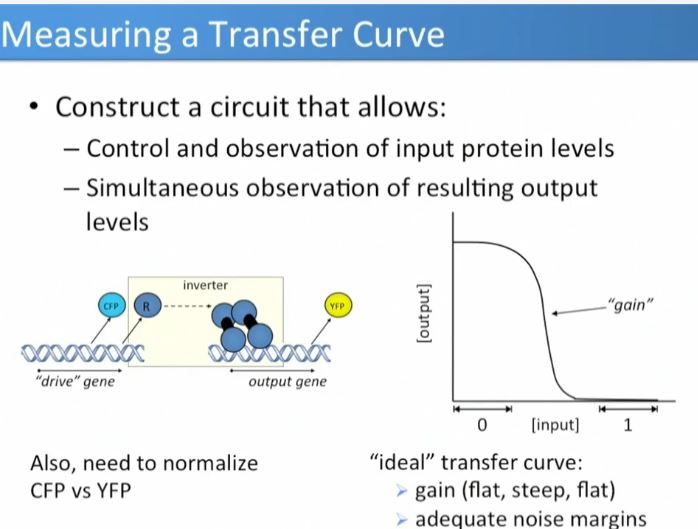 Measuring a Transfer Curve
• Construct a circuit that allows:
– Control and observation of input protein levels
– Simultaneous observation of resulting output
levels
inverter
CFP
R
YFP
"drive" gene
output gene
[output]
"gain"
0 [input] 1
Also, need to normalize
CFP vs YFP
"ideal" transfer curve:
➢ gain (flat, steep, flat)
➢ adequate noise margins